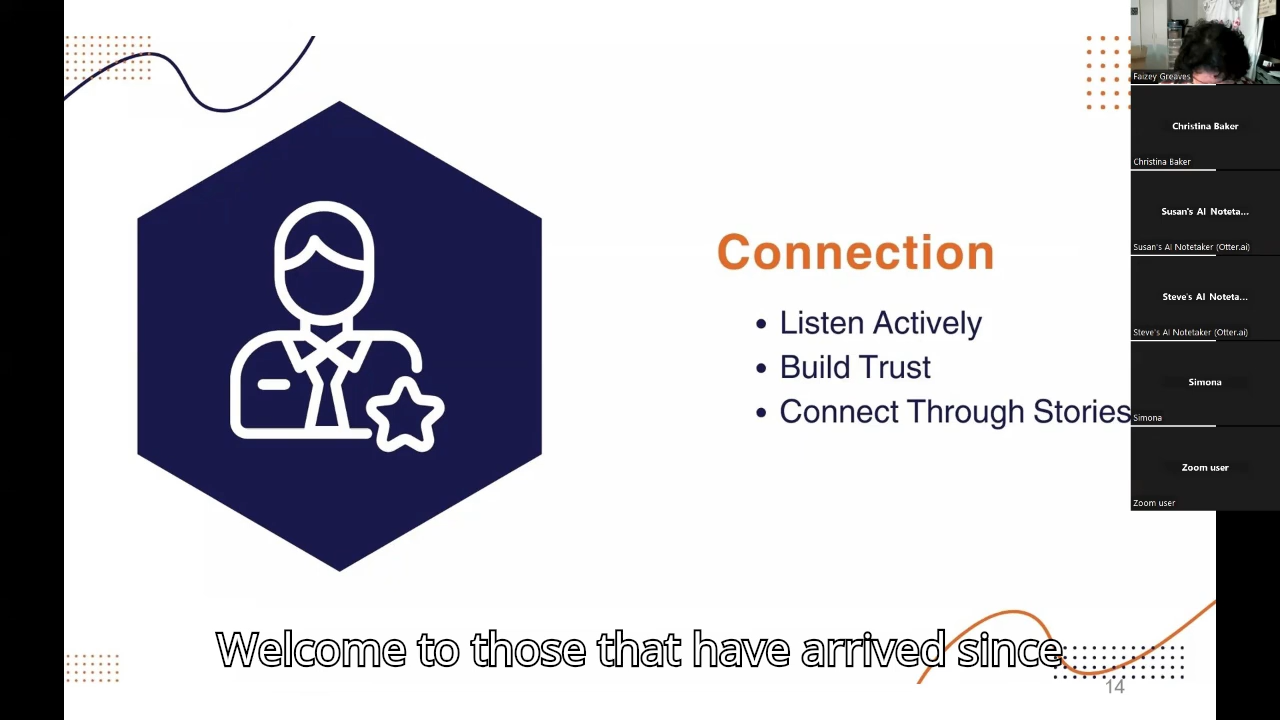 Connection
• Listen Actively
• Build Trust
• Connect Through Stories
Welcome to those that have arrived since
14
Faizey Greaves
Christina Baker
Christina Baker
Susan's AI Noteta...
Susan's AI Notetaker (Otter.ai)
Steve's AI Noteta...
Steve's AI Notetaker (Otter.ai)
Simona
Simona
Zoom user
Zoom user